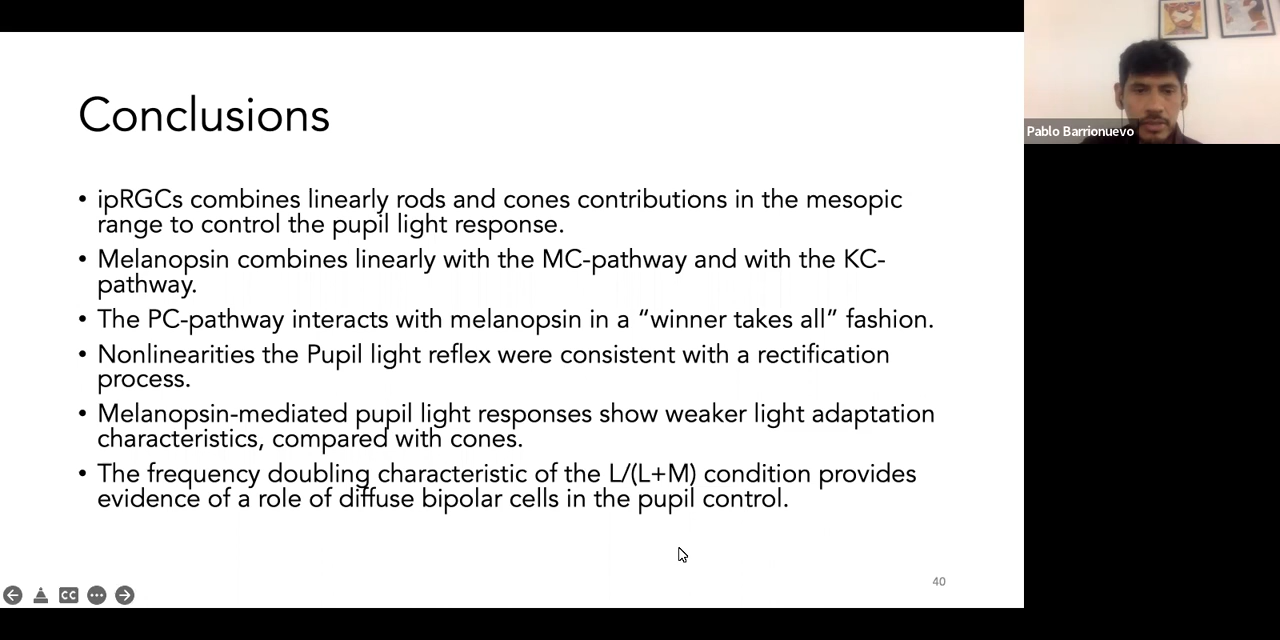 Conclusions
• ipRGCs combines linearly rods and cones contributions in the mesopic
range to control the pupil light response.
• Melanopsin combines linearly with the MC-pathway and with the KC-
pathway.
• The PC-pathway interacts with melanopsin in a “winner takes all” fashion.
• Nonlinearities the Pupil light reflex were consistent with a rectification
process.
• Melanopsin-mediated pupil light responses show weaker light adaptation
characteristics, compared with cones.
• The frequency doubling characteristic of the L/(L+M) condition provides
evidence of a role of diffuse bipolar cells in the pupil control.
40
CC
Pablo Barrionuevo